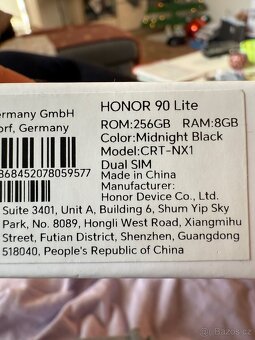 ermany GmbH
orf, Germany
868452078059577
HONOR 90 Lite
ROM:256GB RAM:8GB
Color:Midnight Black
Model:CRT-NX1
Dual SIM
Made in China
Manufacturer:
Honor Device Co., Ltd.
Suite 3401, Unit A, Building 6, Shum Yip Sky
Park, No. 8089, Hongli West Road, Xiangmihu
Street, Futian District, Shenzhen, Guangdong
518040, People's Republic of China